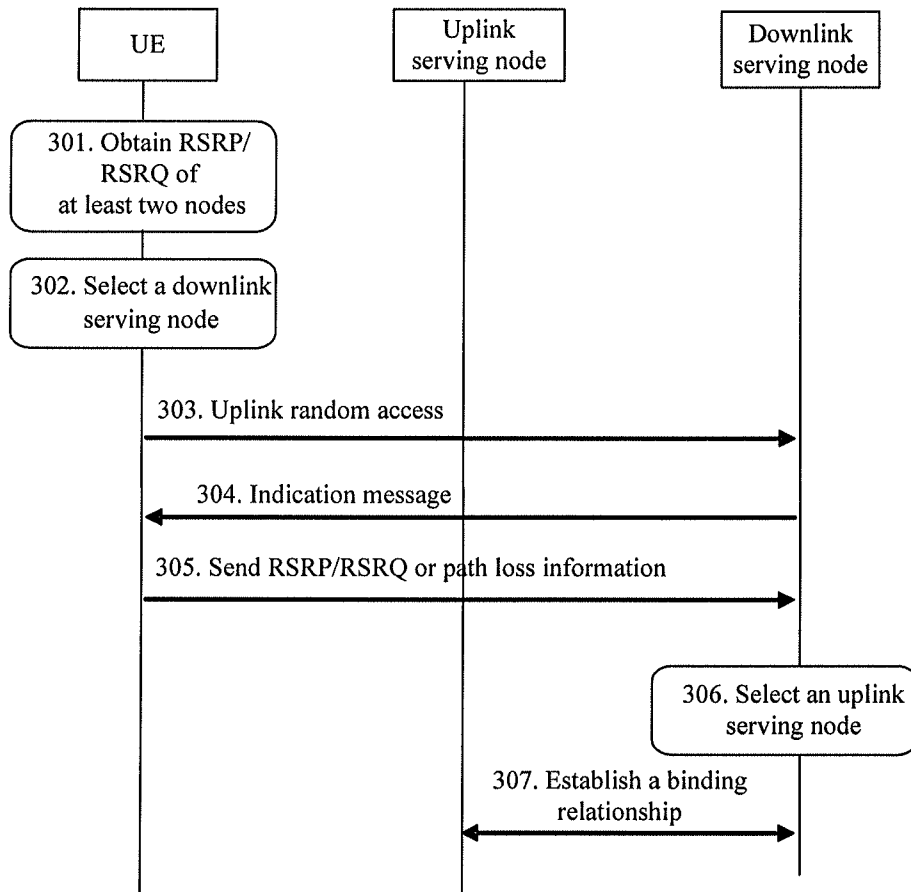 UE
Uplink
serving node
Downlink
serving node
301. Obtain RSRP/
RSRQ of
at least two nodes
302. Select a downlink
serving node
303. Uplink random access
304. Indication message
305. Send RSRP/RSRQ or path loss information
306. Select an uplink
serving node
307. Establish a binding
relationship